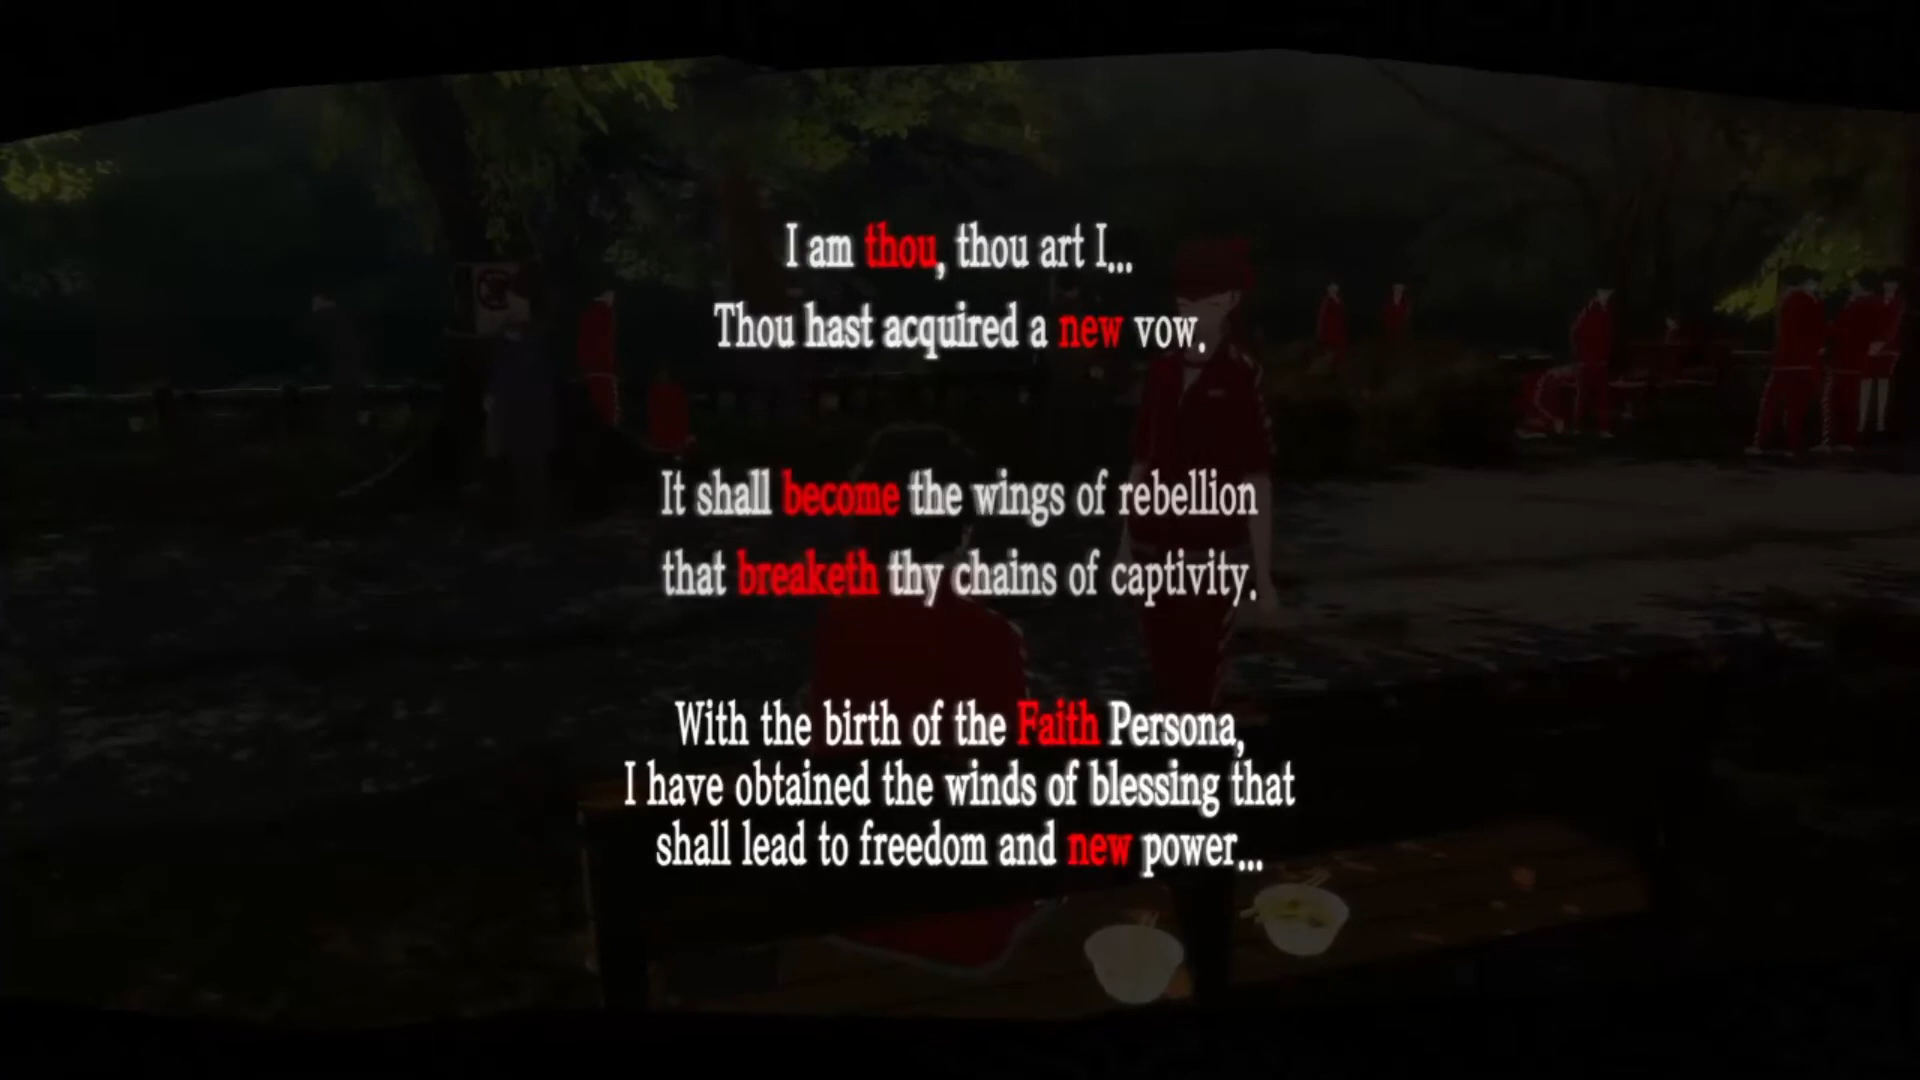 I am thou, thou art I...
Thou hast acquired a new vow.
It shall become the wings of rebellion
that breaketh thy chains of captivity.
With the birth of the Faith Persona,
I have obtained the winds of blessing that
shall lead to freedom and new power...